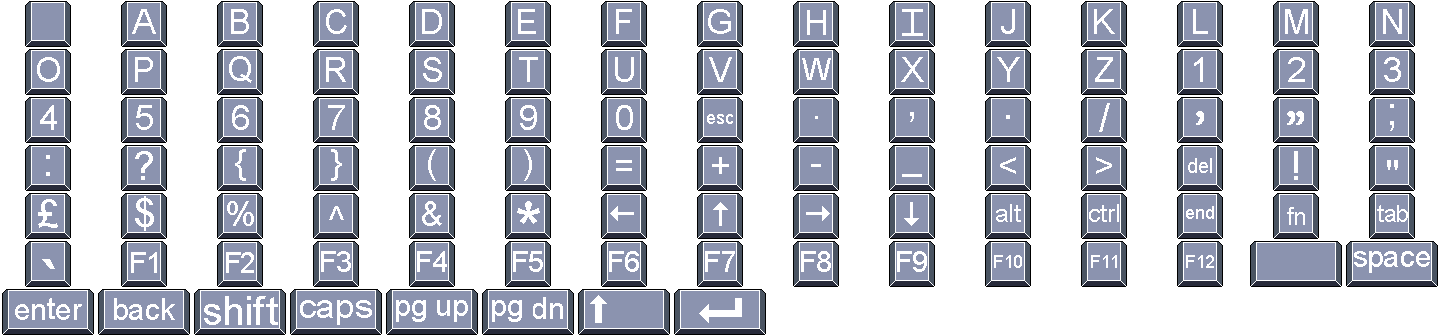 A B C D E F G H I J K L M N
O P Q R S T U V W X Y Z 1 2 3
4 5 6 7 8 9 0 esc · , . / ’ ” ;
: ? { } ( ) = + - _ < > del ! "
£ $ % ^ & * ← ↑ → ↓ alt ctrl end fn tab
` F1 F2 F3 F4 F5 F6 F7 F8 F9 F10 F11 F12 space
enter back shift caps pg up pg dn ↑ ↵